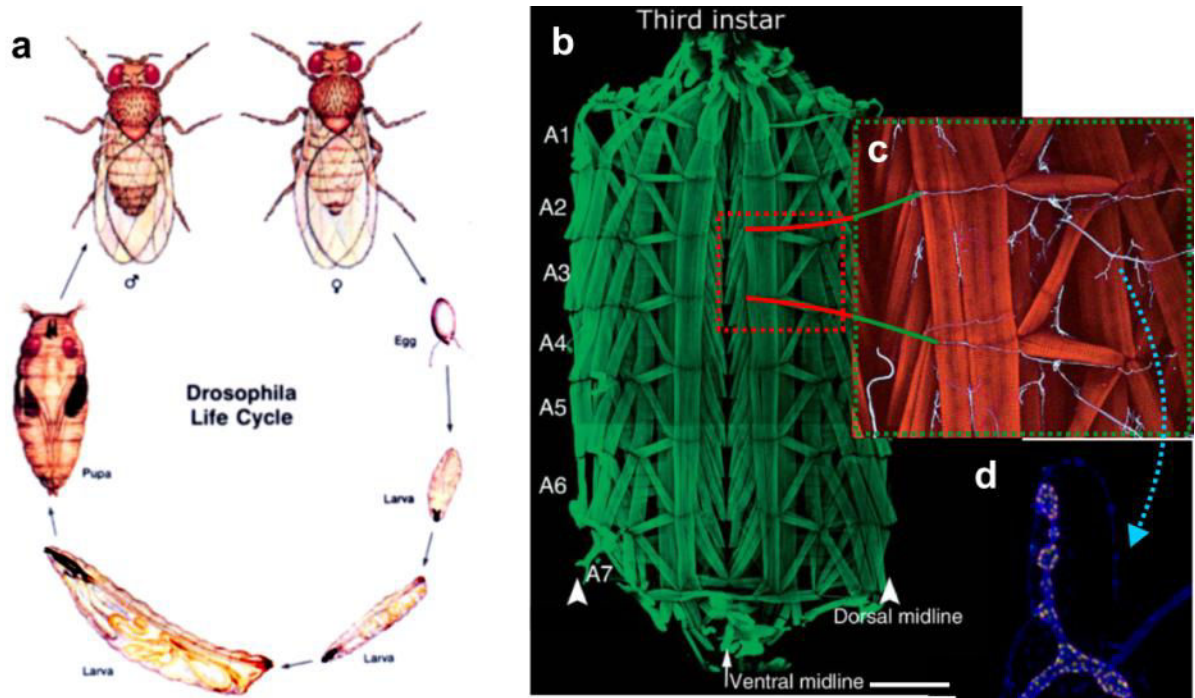 a
♂
♀
Egg
Drosophila
Life Cycle
Pupa
Larva
Larva
Larva
b
Third instar
A1
A2
A3
A4
A5
A6
A7
Dorsal midline
Ventral midline
c
d